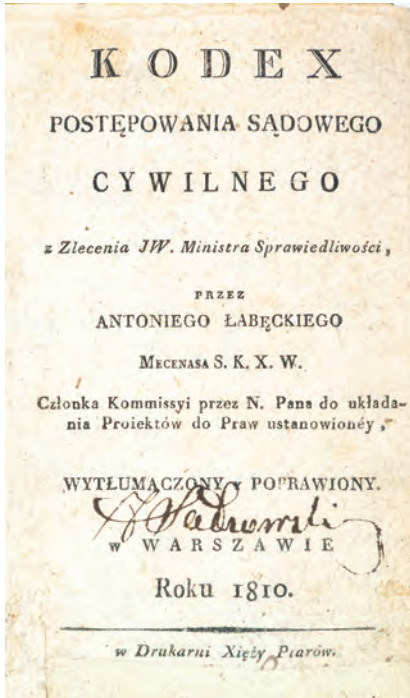 KODEX
POSTĘPOWANIA SĄDOWEGO
CYWILNEGO
z Zlecenia JW. Ministra Sprawiedliwości,
PRZEZ
ANTONIEGO ŁABĘCKIEGO
MECENASA S. K. X. W.
Członka Kommissyi przez N. Pana do układa-
nia Proiektów do Praw ustanowionéy,
WYTŁUMACZONY Y POPRAWIONY.
w WARSZAWIE
Roku 1810.
w Drukarni Xięży Piarów.